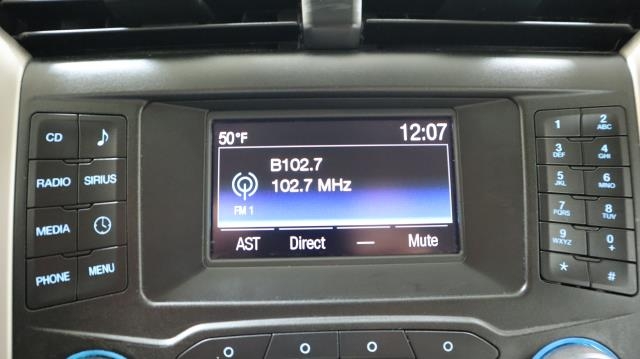 50°F 12:07
B102.7
102.7 MHz
FM 1
AST Direct — Mute
CD
RADIO SIRIUS
MEDIA
PHONE MENU
1 2 ABC
3 DEF 4 GHI
5 JKL 6 MNO
7 PQRS 8 TUV
9 WXYZ 0 +
* #